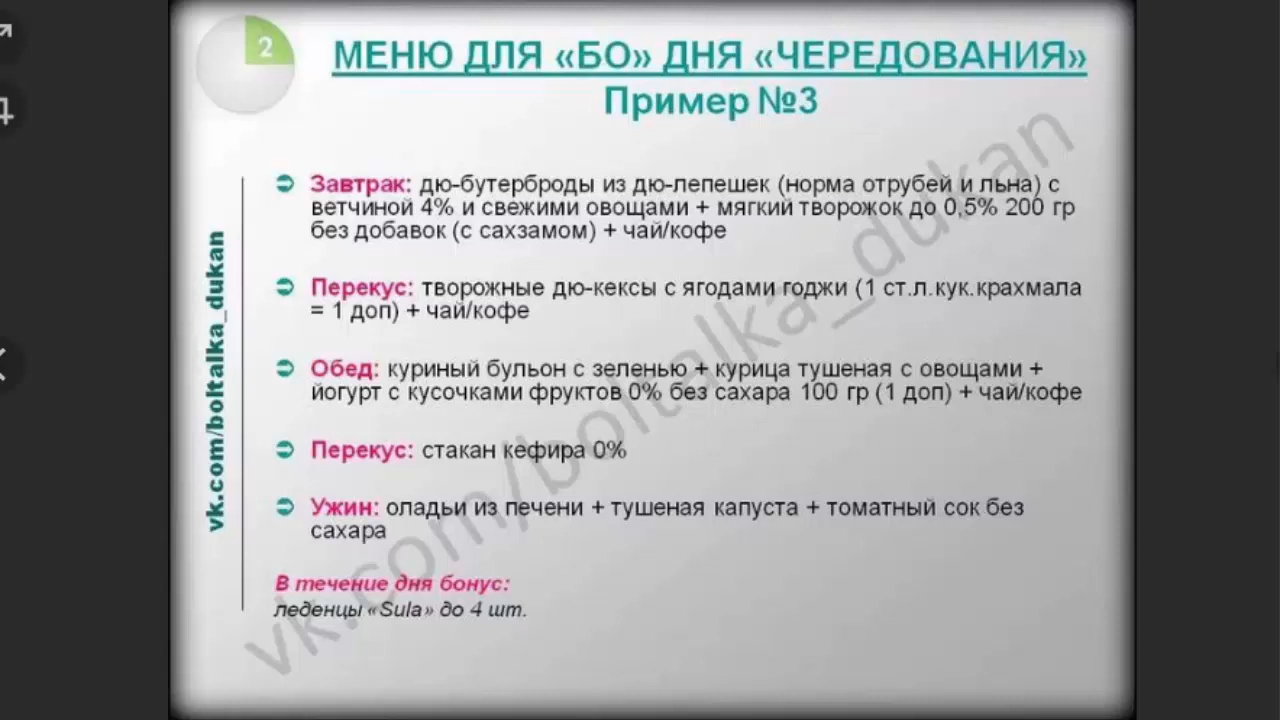 2
МЕНЮ ДЛЯ «БО» ДНЯ «ЧЕРЕДОВАНИЯ»
Пример №3
Завтрак: дю-бутерброды из дю-лепешек (норма отрубей и льна) с
ветчиной 4% и свежими овощами + мягкий творожок до 0,5% 200 гр
без добавок (с сахзамом) + чай/кофе
Перекус: творожные дю-кексы с ягодами годжи (1 ст.л.кук.крахмала
= 1 доп) + чай/кофе
Обед: куриный бульон с зеленью + курица тушеная с овощами +
йогурт с кусочками фруктов 0% без сахара 100 гр (1 доп) + чай/кофе
Перекус: стакан кефира 0%
Ужин: оладьи из печени + тушеная капуста + томатный сок без
сахара
В течение дня бонус:
леденцы «Sula» до 4 шт.
vk.com/boltalka_dukan
vk.com/boltalka_dukan